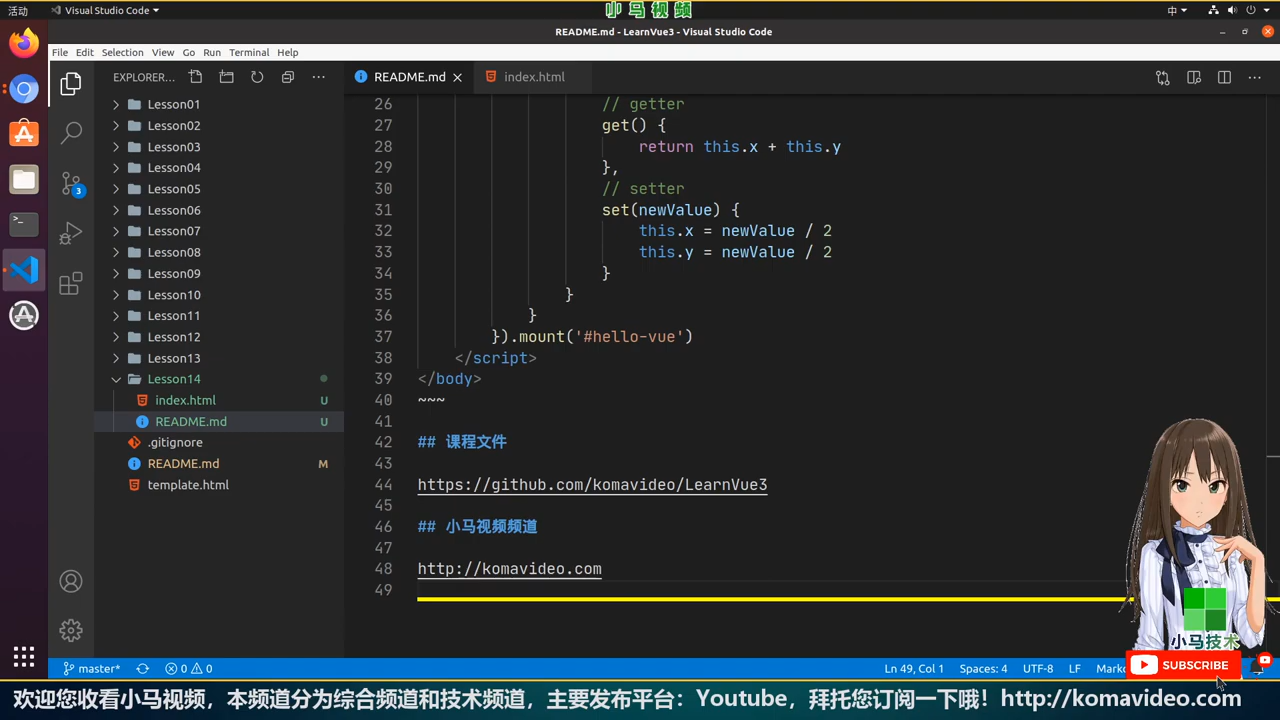 活动
Visual Studio Code
小马视频
中
README.md - LearnVue3 - Visual Studio Code
File Edit Selection View Go Run Terminal Help
EXPLORER...
README.md
index.html
Lesson01
Lesson02
Lesson03
Lesson04
Lesson05
Lesson06
Lesson07
Lesson08
Lesson09
Lesson10
Lesson11
Lesson12
Lesson13
Lesson14
index.html U
README.md U
.gitignore
README.md M
template.html
3
26 // getter
27 get() {
28 return this.x + this.y
29 },
30 // setter
31 set(newValue) {
32 this.x = newValue / 2
33 this.y = newValue / 2
34 }
35 }
36 }
37 }).mount('#hello-vue')
38 </script>
39 </body>
40 ~~~
41
42 ## 课程文件
43
44 https://github.com/komavideo/LearnVue3
45
46 ## 小马视频频道
47
48 http://komavideo.com
49
小马技术
SUBSCRIBE
master* 0 0 Ln 49, Col 1 Spaces: 4 UTF-8 LF
欢迎您收看小马视频，本频道分为综合频道和技术频道，主要发布平台：Youtube，拜托您订阅一下哦！http://komavideo.com